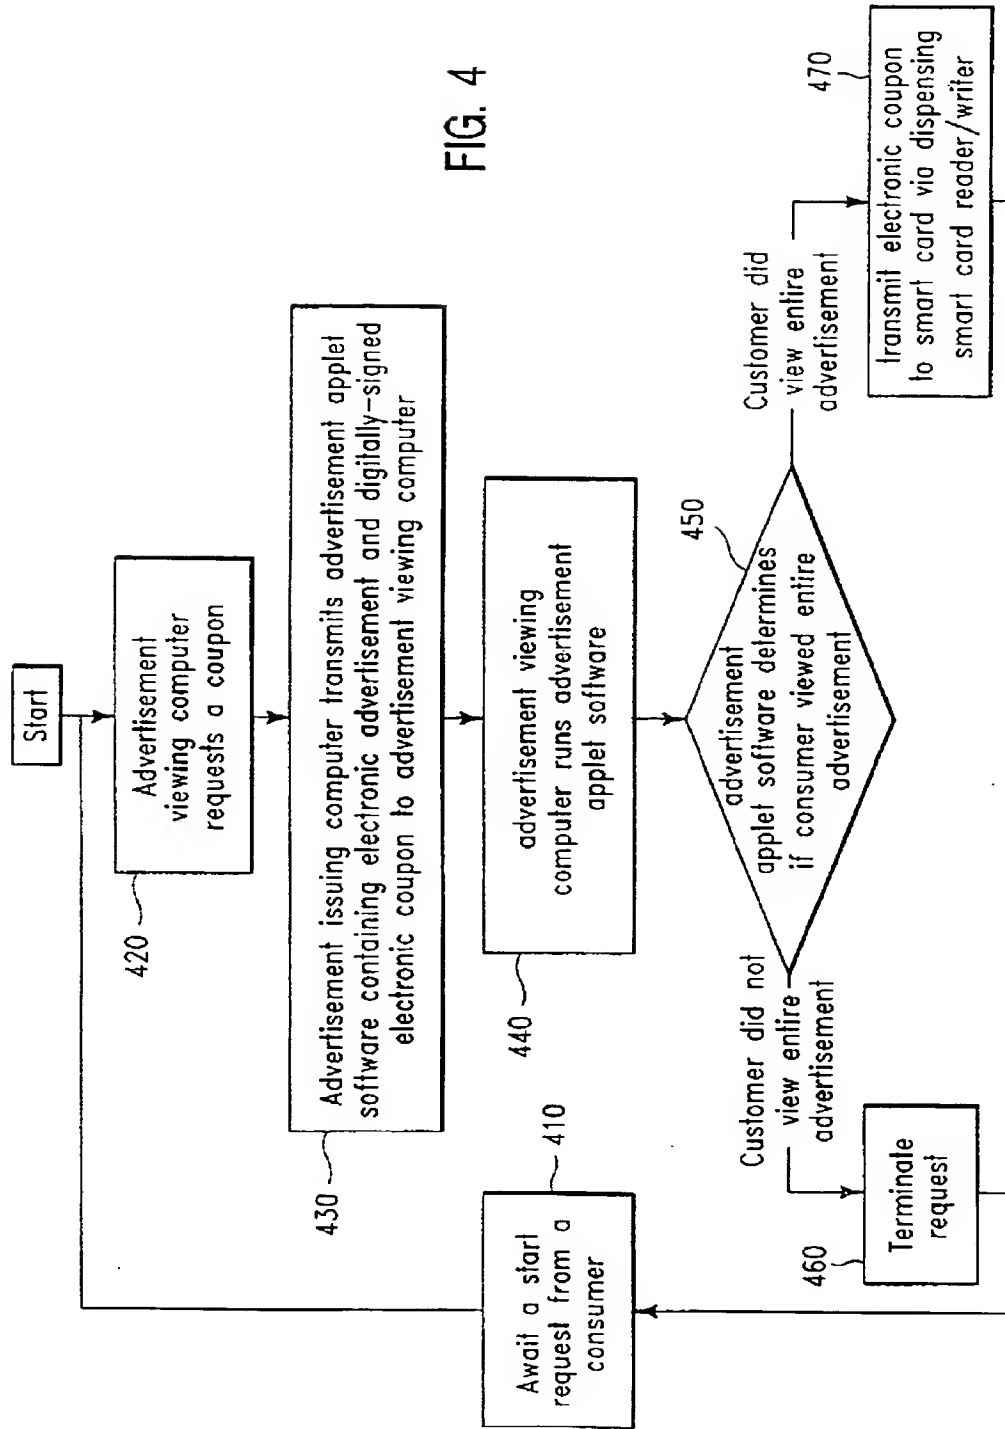 Start
Advertisement
viewing computer
requests a coupon
420
Advertisement issuing computer transmits advertisement applet
software containing electronic advertisement and digitally-signed
electronic coupon to advertisement viewing computer
430
advertisement viewing
computer runs advertisement
applet software
440
Await a start
request from a
consumer
410
advertisement
applet software determines
if consumer viewed entire
advertisement
450
Customer did not
view entire
advertisement
Customer did
view entire
advertisement
Terminate
request
460
transmit electronic coupon
to smart card via dispensing
smart card reader/writer
470
FIG. 4